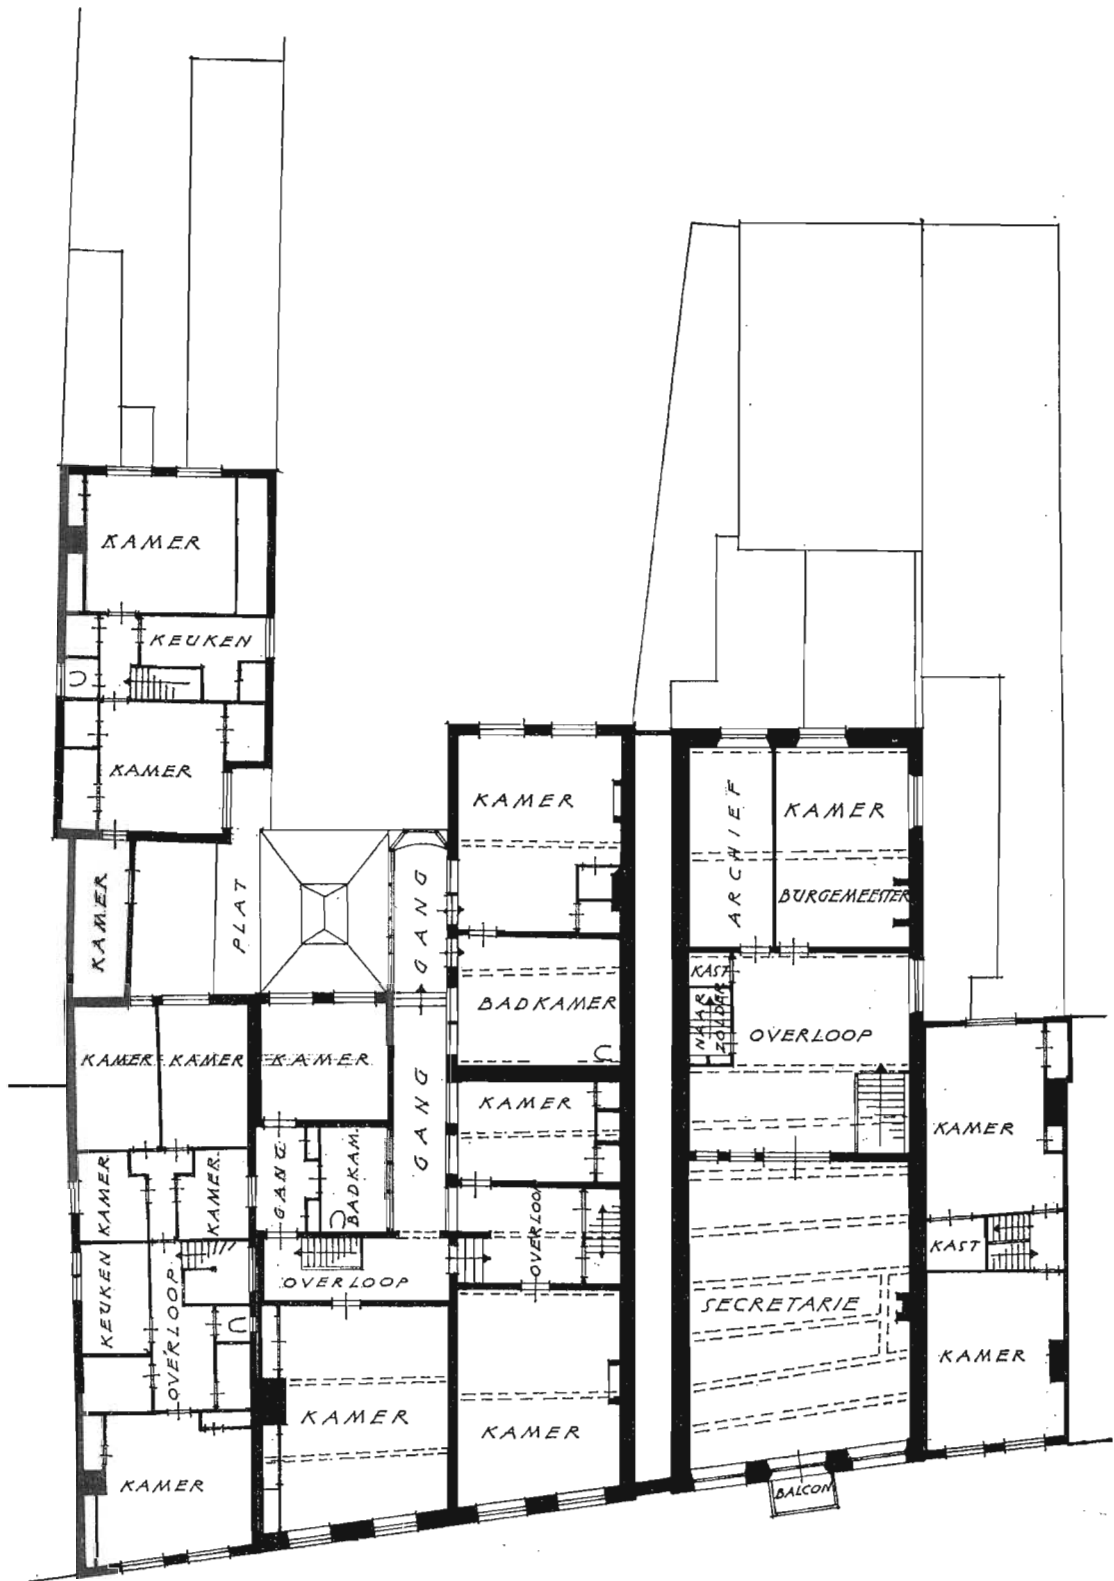 KAMER
KEUKEN
KAMER
KAMER
PLAT
GANG
KAMER
BADKAMER
ARCHIEF
KAMER
BURGEMEESTER
KAST
NAAR
ZOLDER
OVERLOOP
KAMER
KAMER
KAMER
GANG
KAMER
KAMER
KAMER
KAMER
GANG
BADKAM.
OVERLOOP
KAST
KEUKEN
OVERLOOP
OVERLOOP
SECRETARIE
KAMER
KAMER
KAMER
KAMER
BALCON